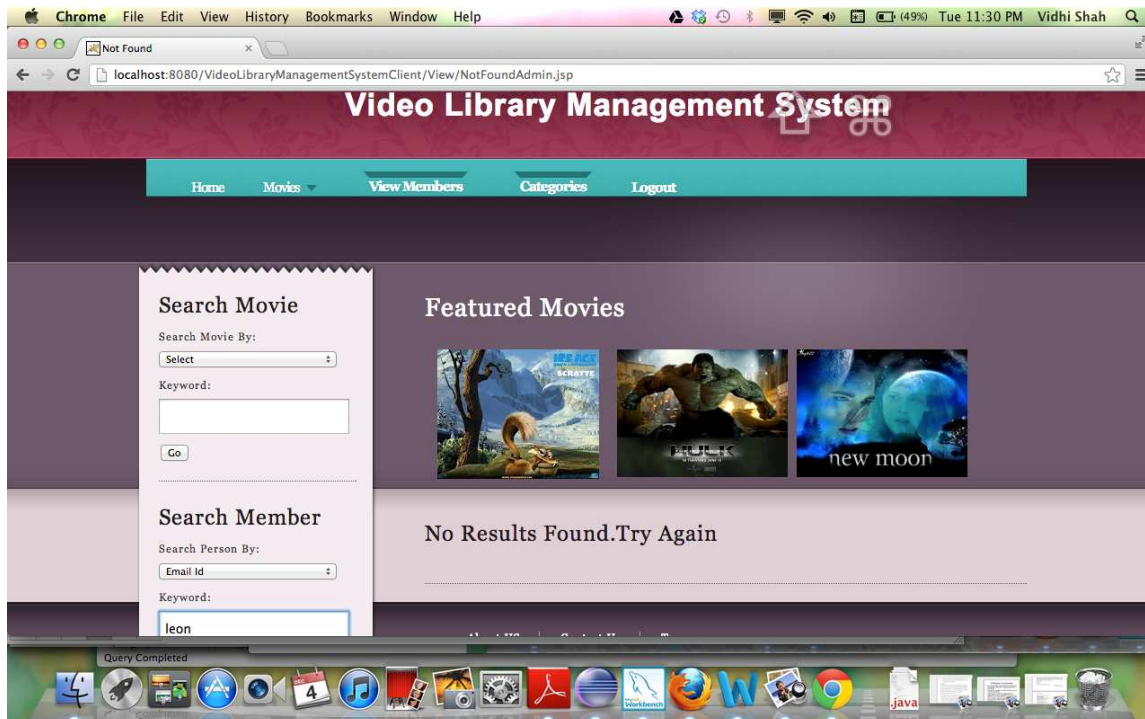 Chrome File Edit View History Bookmarks Window Help (49%) Tue 11:30 PM Vidhi Shah
Not Found
localhost:8080/VideoLibraryManagementSystemClient/View/NotFoundAdmin.jsp
Video Library Management System
Home Movies View Members Categories Logout
Search Movie
Search Movie By:
Select
Keyword:
Go
Featured Movies
ICE AGE
SCRATTE
HULK
new moon
Search Member
Search Person By:
Email Id
Keyword:
leon
No Results Found.Try Again
Query Completed
DEC
4
Workbench
.java